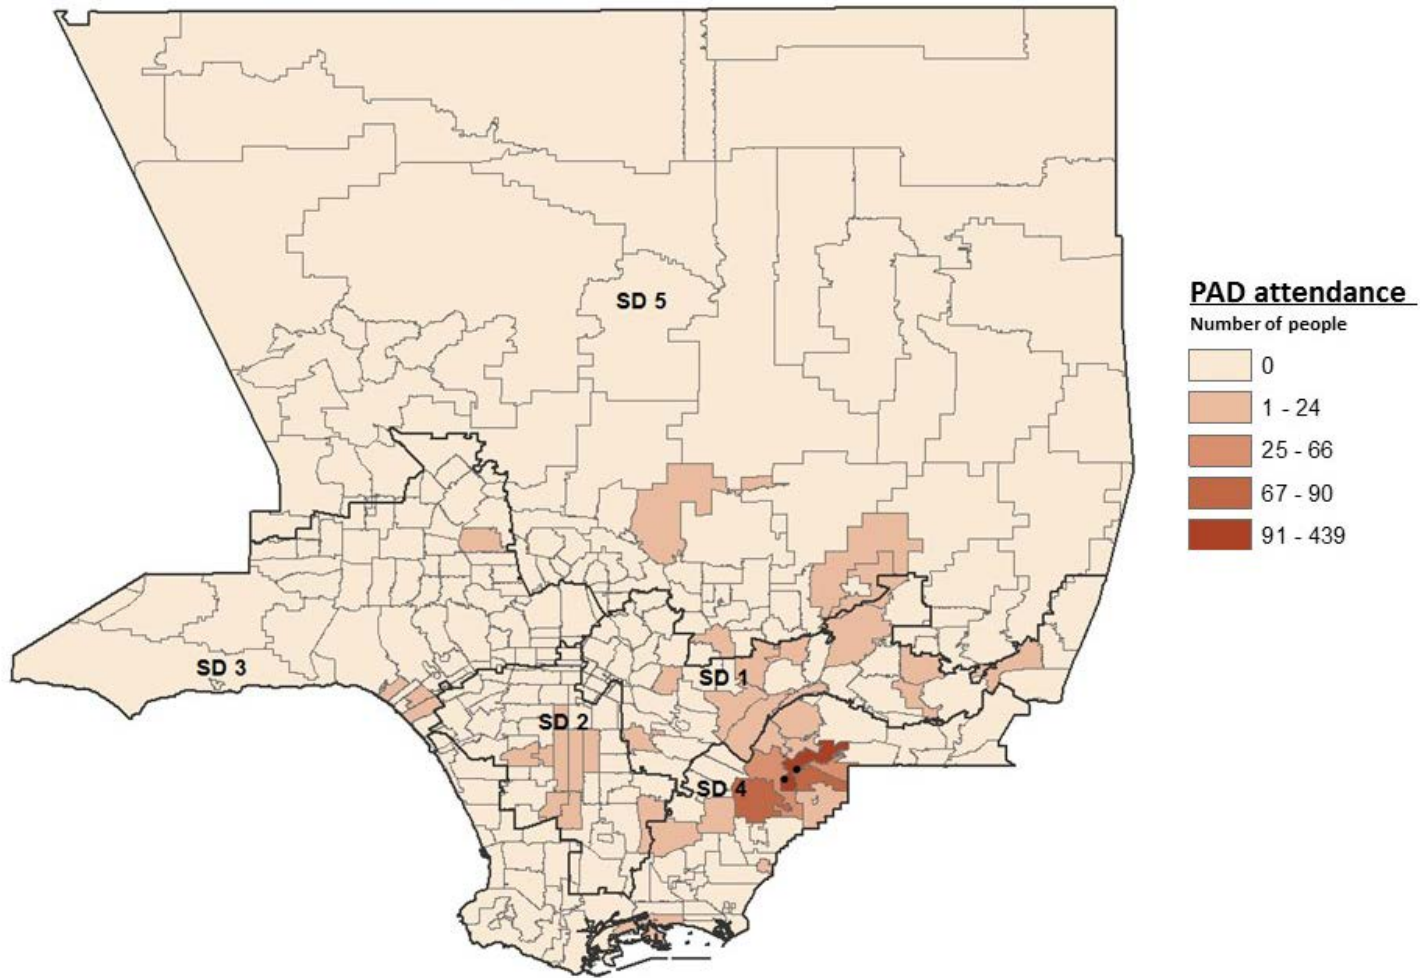 SD 5
SD 3
SD 1
SD 2
SD 4
PAD attendance
Number of people
0
1 - 24
25 - 66
67 - 90
91 - 439